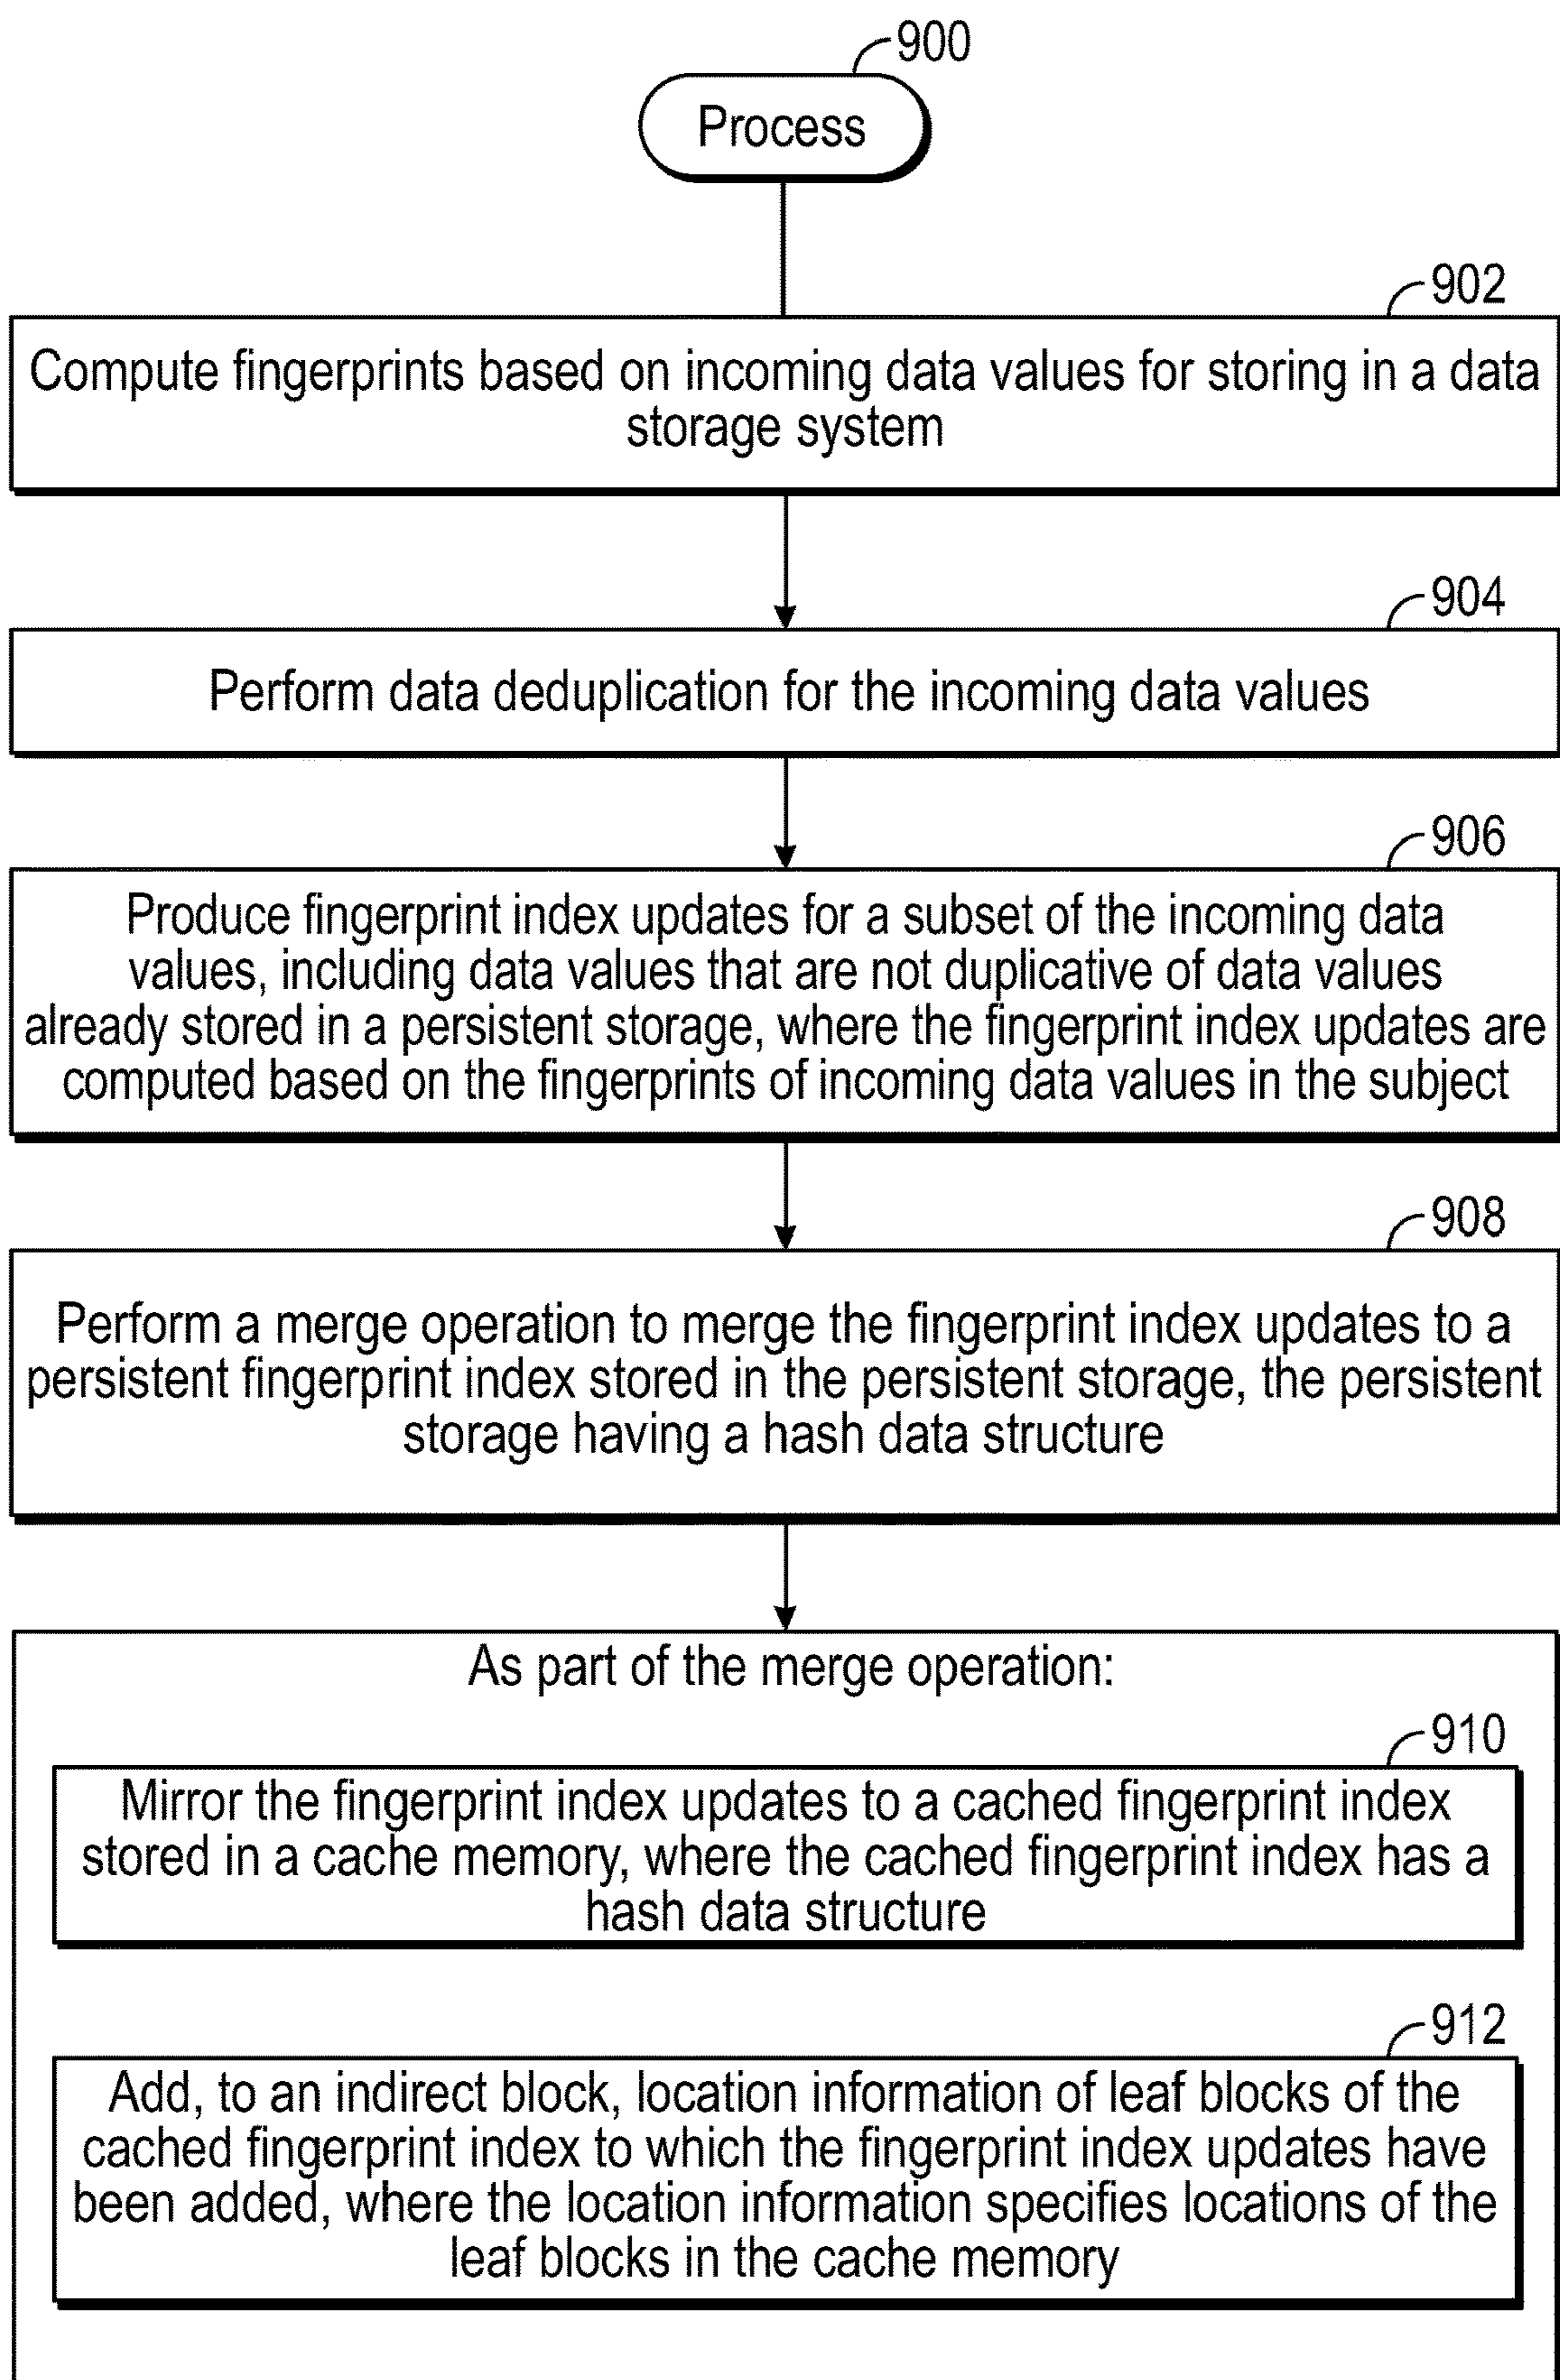 900
Process
902
Compute fingerprints based on incoming data values for storing in a data
storage system
904
Perform data deduplication for the incoming data values
906
Produce fingerprint index updates for a subset of the incoming data
values, including data values that are not duplicative of data values
already stored in a persistent storage, where the fingerprint index updates are
computed based on the fingerprints of incoming data values in the subject
908
Perform a merge operation to merge the fingerprint index updates to a
persistent fingerprint index stored in the persistent storage, the persistent
storage having a hash data structure
As part of the merge operation:
910
Mirror the fingerprint index updates to a cached fingerprint index
stored in a cache memory, where the cached fingerprint index has a
hash data structure
912
Add, to an indirect block, location information of leaf blocks of the
cached fingerprint index to which the fingerprint index updates have
been added, where the location information specifies locations of the
leaf blocks in the cache memory